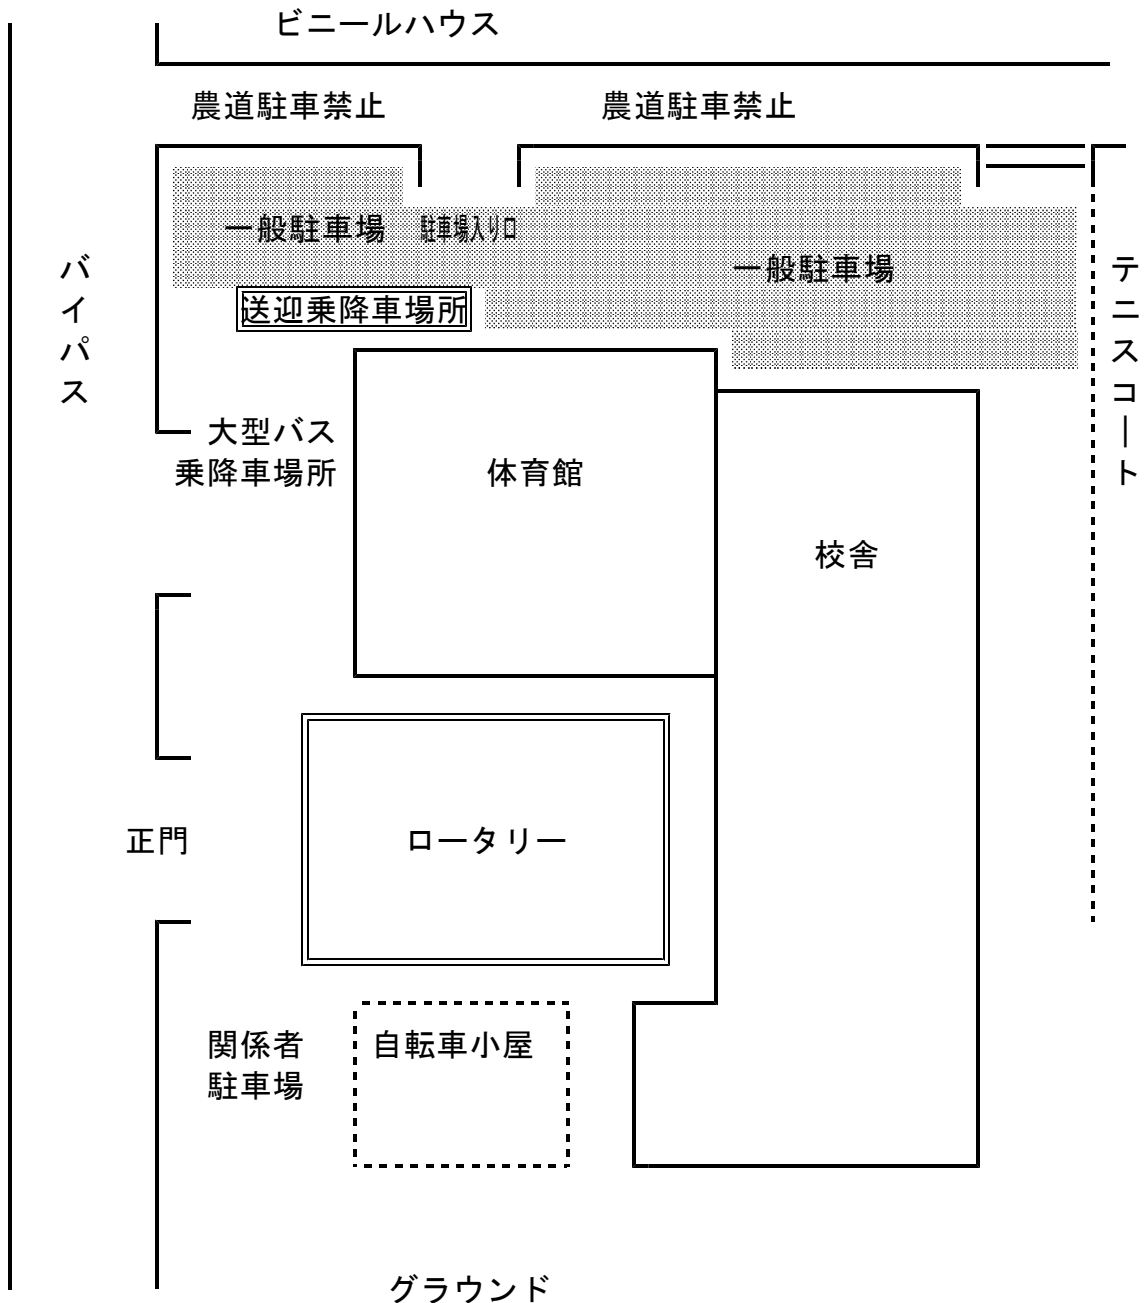 ビニールハウス
農道駐車禁止
農道駐車禁止
一般駐車場
駐車場入り口
一般駐車場
送迎乗降車場所
バイパス
テニスコート
大型バス
乗降車場所
体育館
校舎
正門
ロータリー
関係者
駐車場
自転車小屋
グラウンド